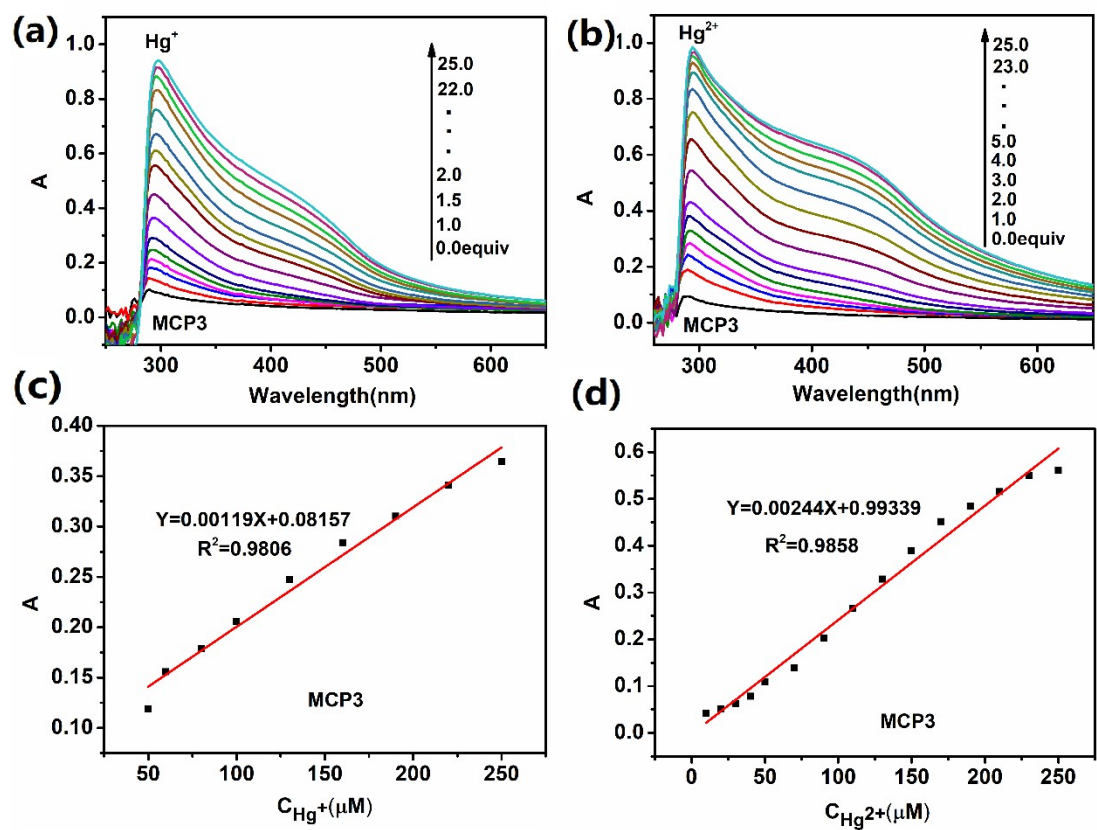 (a)
Hg⁺
25.0
22.0
.
.
.
2.0
1.5
1.0
0.0equiv
MCP3
A
1.0
0.8
0.6
0.4
0.2
0.0
300 400 500 600
Wavelength(nm)
(b)
Hg²⁺
25.0
23.0
.
.
.
5.0
4.0
3.0
2.0
1.0
0.0equiv
MCP3
A
1.0
0.8
0.6
0.4
0.2
0.0
300 400 500 600
Wavelength(nm)
(c)
Y=0.00119X+0.08157
R²=0.9806
MCP3
A
0.40
0.35
0.30
0.25
0.20
0.15
0.10
50 100 150 200 250
C_Hg⁺(μM)
(d)
Y=0.00244X+0.99339
R²=0.9858
MCP3
A
0.6
0.5
0.4
0.3
0.2
0.1
0.0
0 50 100 150 200 250
C_Hg²⁺(μM)